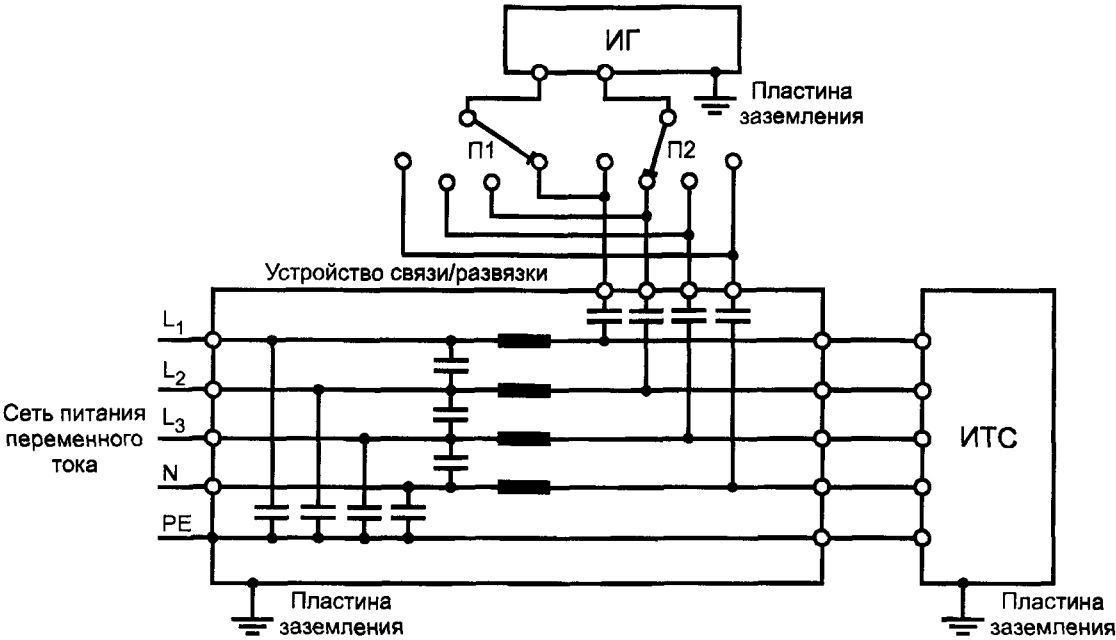 ИГ
Пластина
заземления
П1
П2
Устройство связи/развязки
L1
L2
Сеть питания
переменного
тока
L3
N
PE
ИТС
Пластина
заземления
Пластина
заземления